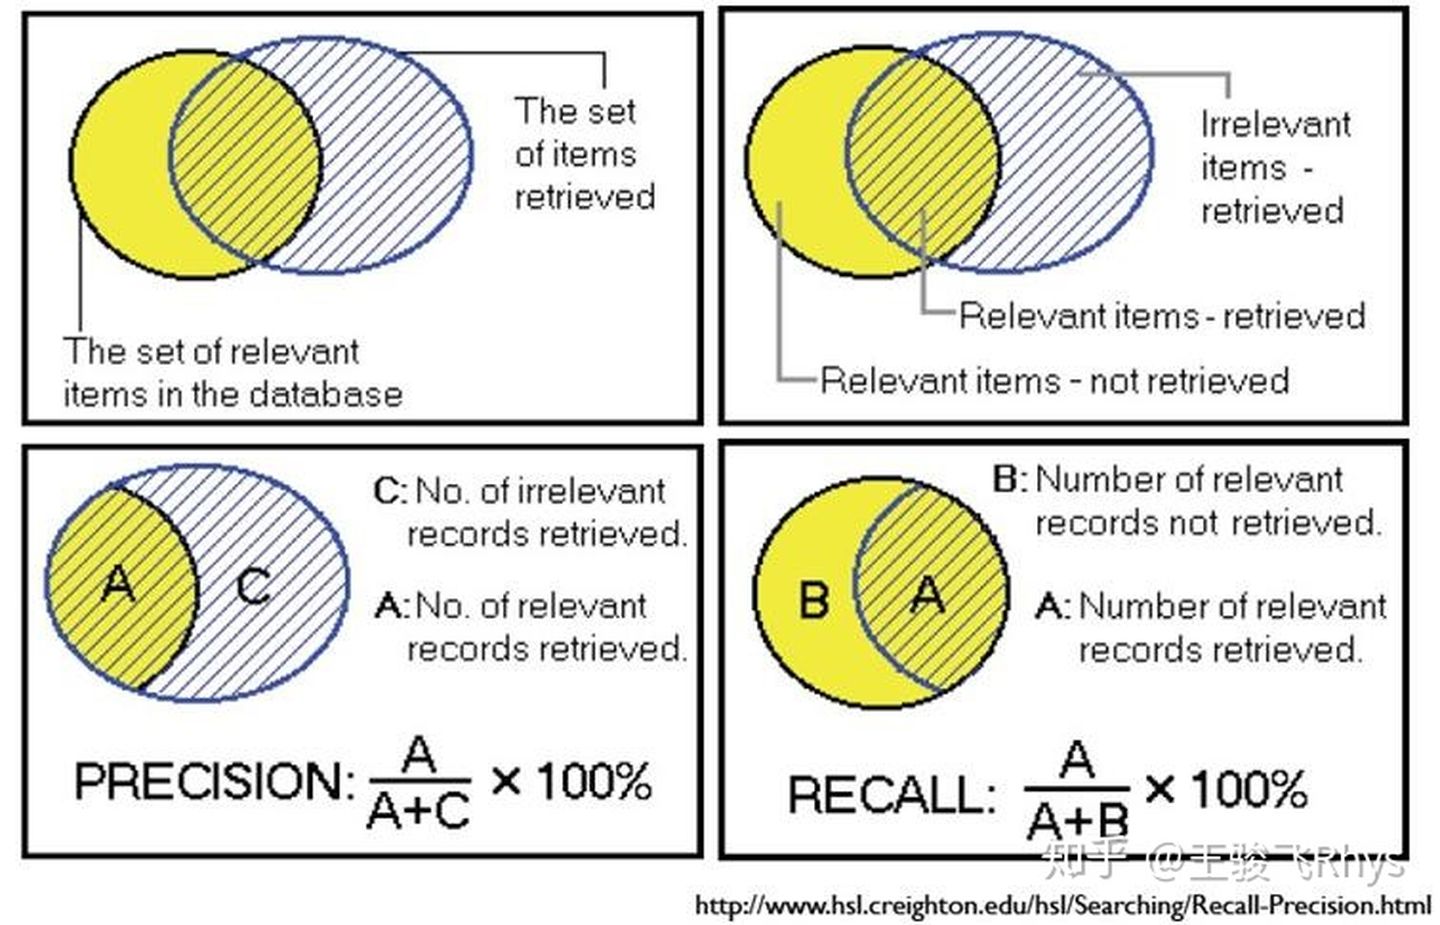 The set
of items
retrieved
The set of relevant
items in the database
Irrelevant
items -
retrieved
Relevant items - retrieved
Relevant items - not retrieved
C: No. of irrelevant
records retrieved.
A: No. of relevant
records retrieved.
A
C
PRECISION: A/A+C × 100%
B: Number of relevant
records not retrieved.
A: Number of relevant
records retrieved.
B
A
RECALL: A/A+B × 100%
知乎 @王骏飞Rhys
http://www.hsl.creighton.edu/hsl/Searching/Recall-Precision.html